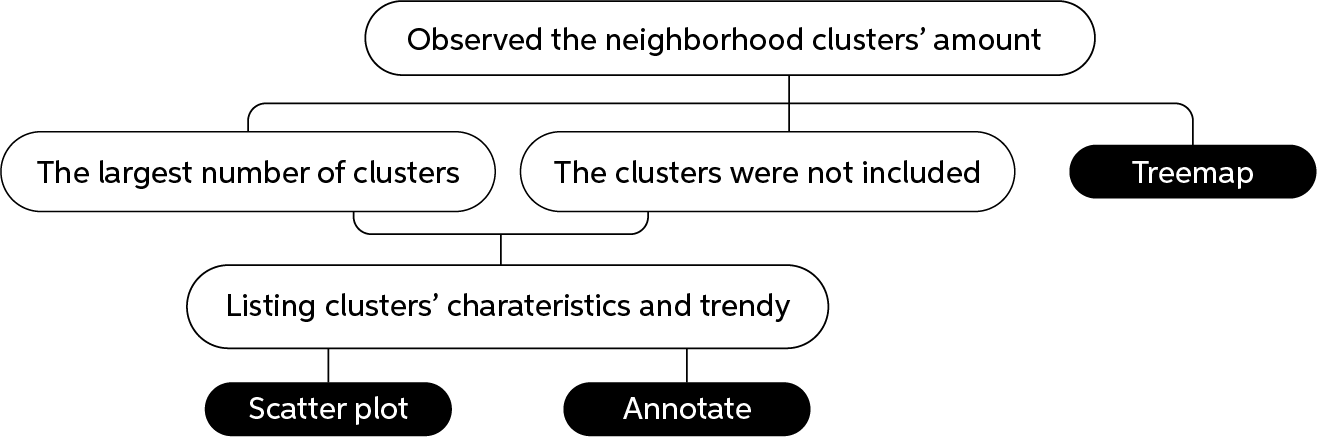 Observed the neighborhood clusters’ amount
The largest number of clusters
The clusters were not included
Treemap
Listing clusters’ charateristics and trendy
Scatter plot
Annotate